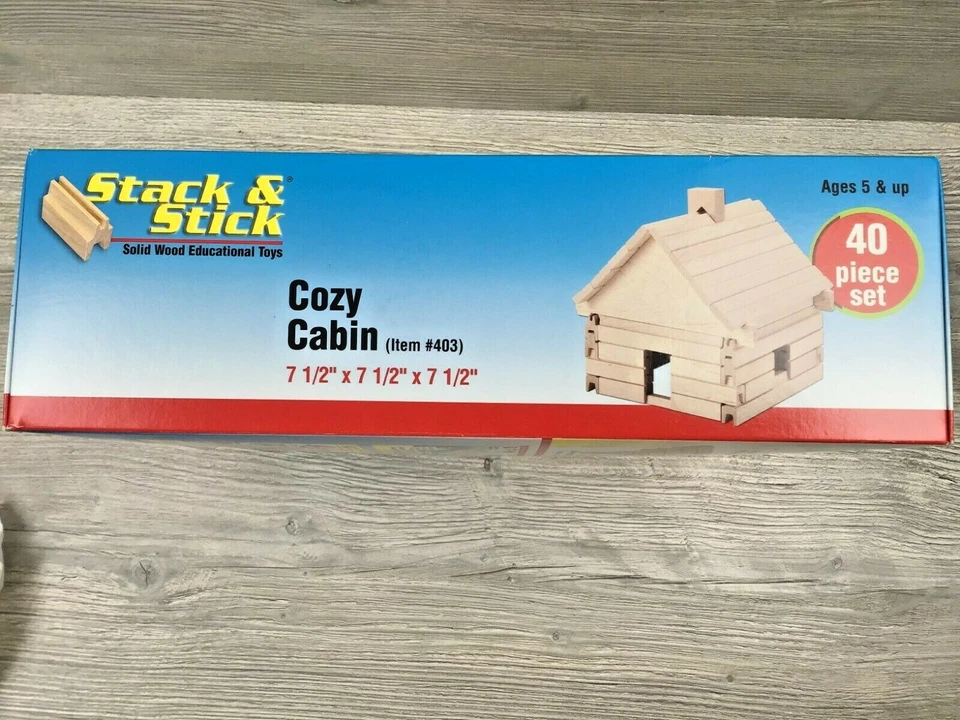 Stack &
Stick®
Solid Wood Educational Toys
Cozy
Cabin (Item #403)
7 1/2" x 7 1/2" x 7 1/2"
Ages 5 & up
40
piece
set